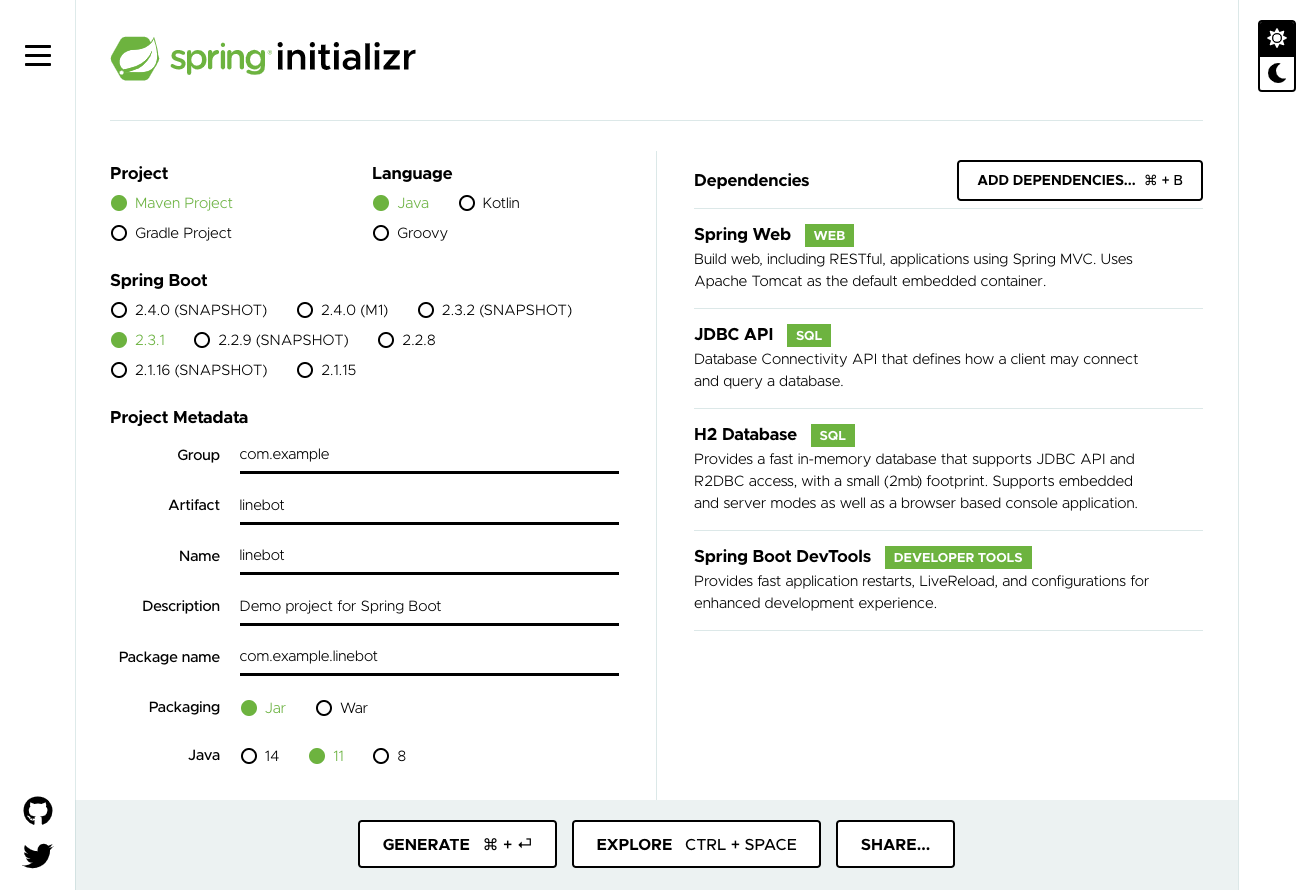 spring initializr
Project
Maven Project
Gradle Project
Language
Java Kotlin
Groovy
Spring Boot
2.4.0 (SNAPSHOT) 2.4.0 (M1) 2.3.2 (SNAPSHOT)
2.3.1 2.2.9 (SNAPSHOT) 2.2.8
2.1.16 (SNAPSHOT) 2.1.15
Project Metadata
Group com.example
Artifact linebot
Name linebot
Description Demo project for Spring Boot
Package name com.example.linebot
Packaging Jar War
Java 14 11 8
Dependencies
ADD DEPENDENCIES... ⌘ + B
Spring Web WEB
Build web, including RESTful, applications using Spring MVC. Uses
Apache Tomcat as the default embedded container.
JDBC API SQL
Database Connectivity API that defines how a client may connect
and query a database.
H2 Database SQL
Provides a fast in-memory database that supports JDBC API and
R2DBC access, with a small (2mb) footprint. Supports embedded
and server modes as well as a browser based console application.
Spring Boot DevTools DEVELOPER TOOLS
Provides fast application restarts, LiveReload, and configurations for
enhanced development experience.
GENERATE ⌘ + ⏎
EXPLORE CTRL + SPACE
SHARE...